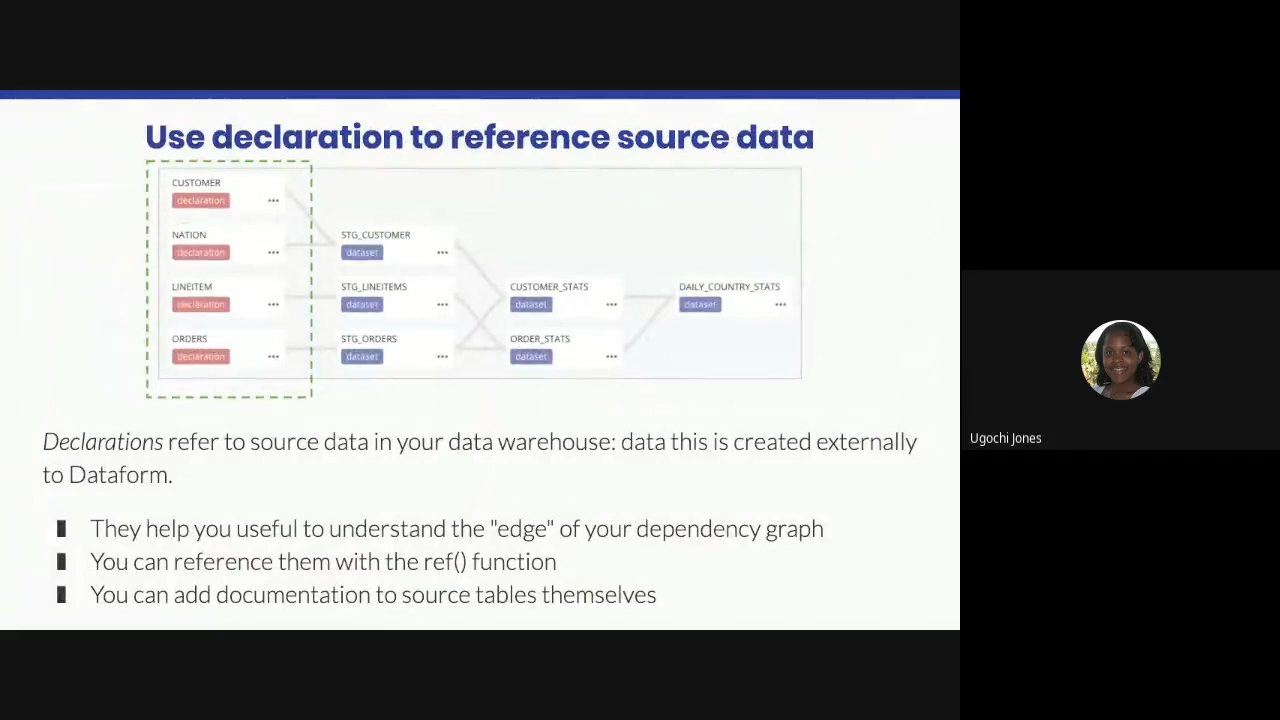 Use declaration to reference source data
CUSTOMER
declaration
NATION
declaration
LINEITEM
declaration
ORDERS
declaration
STG_CUSTOMER
dataset
STG_LINEITEMS
dataset
STG_ORDERS
dataset
CUSTOMER_STATS
dataset
ORDER_STATS
dataset
DAILY_COUNTRY_STATS
dataset
Declarations refer to source data in your data warehouse: data this is created externally
to Dataform.
They help you useful to understand the "edge" of your dependency graph
You can reference them with the ref() function
You can add documentation to source tables themselves
Ugochi Jones